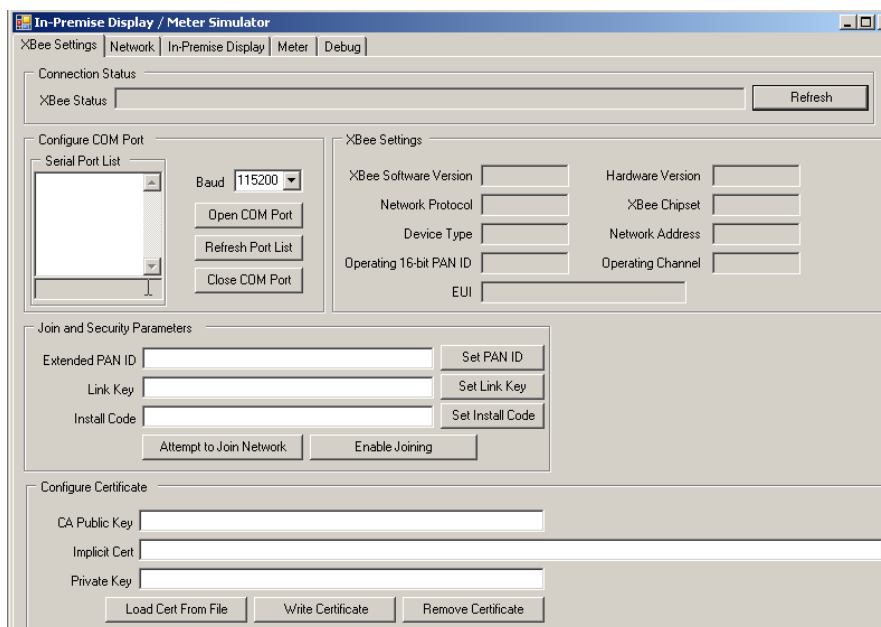 In-Premise Display / Meter Simulator
XBee Settings Network In-Premise Display Meter Debug
Connection Status
XBee Status Refresh
Configure COM Port
Serial Port List
Baud 115200
Open COM Port
Refresh Port List
Close COM Port
XBee Settings
XBee Software Version Hardware Version
Network Protocol XBee Chipset
Device Type Network Address
Operating 16-bit PAN ID Operating Channel
EUI
Join and Security Parameters
Extended PAN ID Set PAN ID
Link Key Set Link Key
Install Code Set Install Code
Attempt to Join Network Enable Joining
Configure Certificate
CA Public Key
Implicit Cert
Private Key
Load Cert From File Write Certificate Remove Certificate